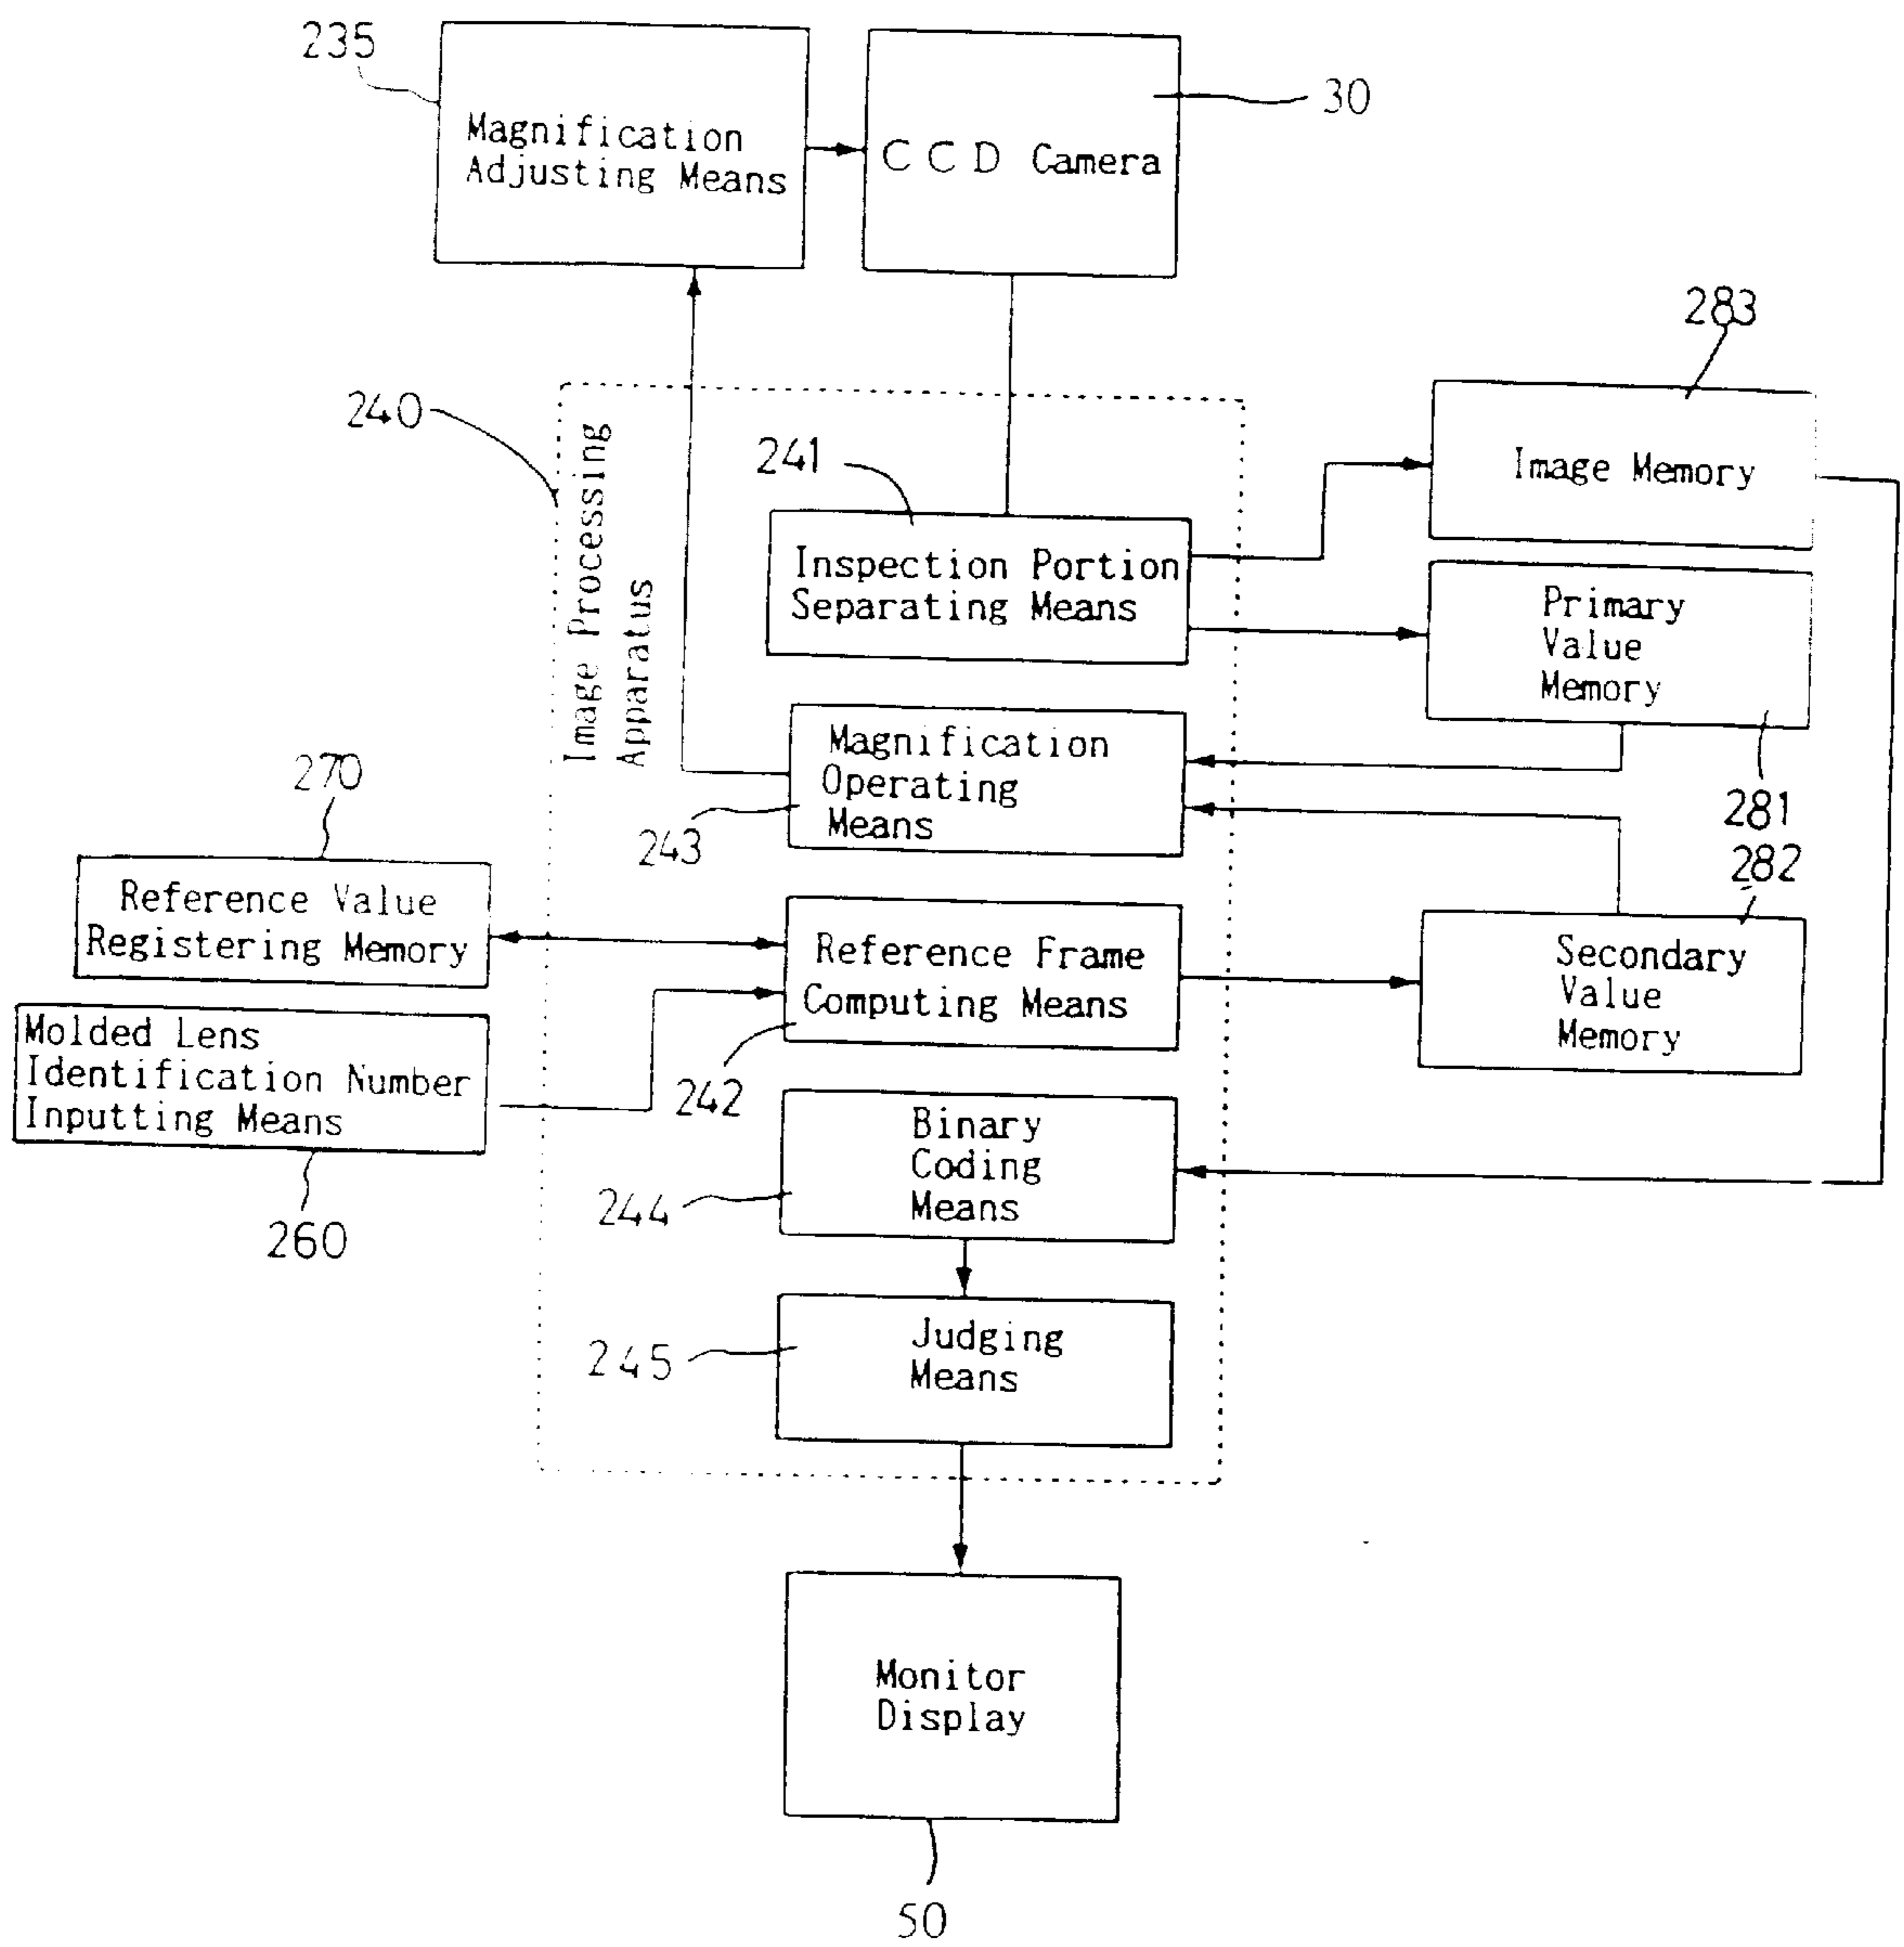 235
Magnification
Adjusting Means
CCD Camera
30
283
240
Image Processing
Apparatus
241
Inspection Portion
Separating Means
Image Memory
Primary
Value
Memory
281
Magnification
Operating
Means
243
270
Reference Value
Registering Memory
Reference Frame
Computing Means
242
282
Secondary
Value
Memory
Molded Lens
Identification Number
Inputting Means
260
Binary
Coding
Means
244
Judging
Means
245
Monitor
Display
50